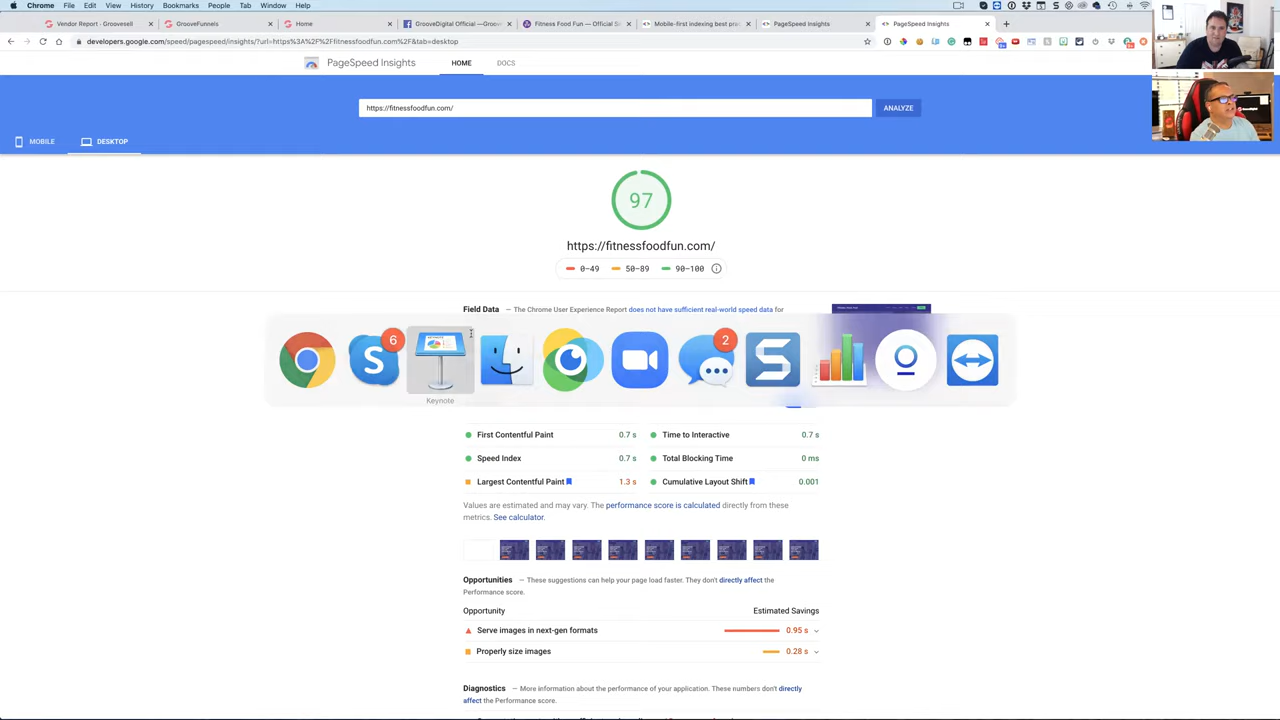 Chrome File Edit View History Bookmarks People Tab Window Help
Vendor Report - Groovesell
GrooveFunnels
Home
GrooveDigital Official —Groov
Fitness Food Fun — Official Si
Mobile-first indexing best pra
PageSpeed Insights
PageSpeed Insights
developers.google.com/speed/pagespeed/insights/?url=https%3A%2F%2Ffitnessfoodfun.com%2F&tab=desktop
PageSpeed Insights
HOME
DOCS
https://fitnessfoodfun.com/
ANALYZE
MOBILE
DESKTOP
97
https://fitnessfoodfun.com/
0–49 50–89 90–100
Field Data — The Chrome User Experience Report does not have sufficient real-world speed data for
6
2
Keynote
First Contentful Paint 0.7 s
Time to Interactive 0.7 s
Speed Index 0.7 s
Total Blocking Time 0 ms
Largest Contentful Paint 1.3 s
Cumulative Layout Shift 0.001
Values are estimated and may vary. The performance score is calculated directly from these
metrics. See calculator.
Opportunities — These suggestions can help your page load faster. They don't directly affect the
Performance score.
Opportunity Estimated Savings
Serve images in next-gen formats 0.95 s
Properly size images 0.28 s
Diagnostics — More information about the performance of your application. These numbers don't directly
affect the Performance score.